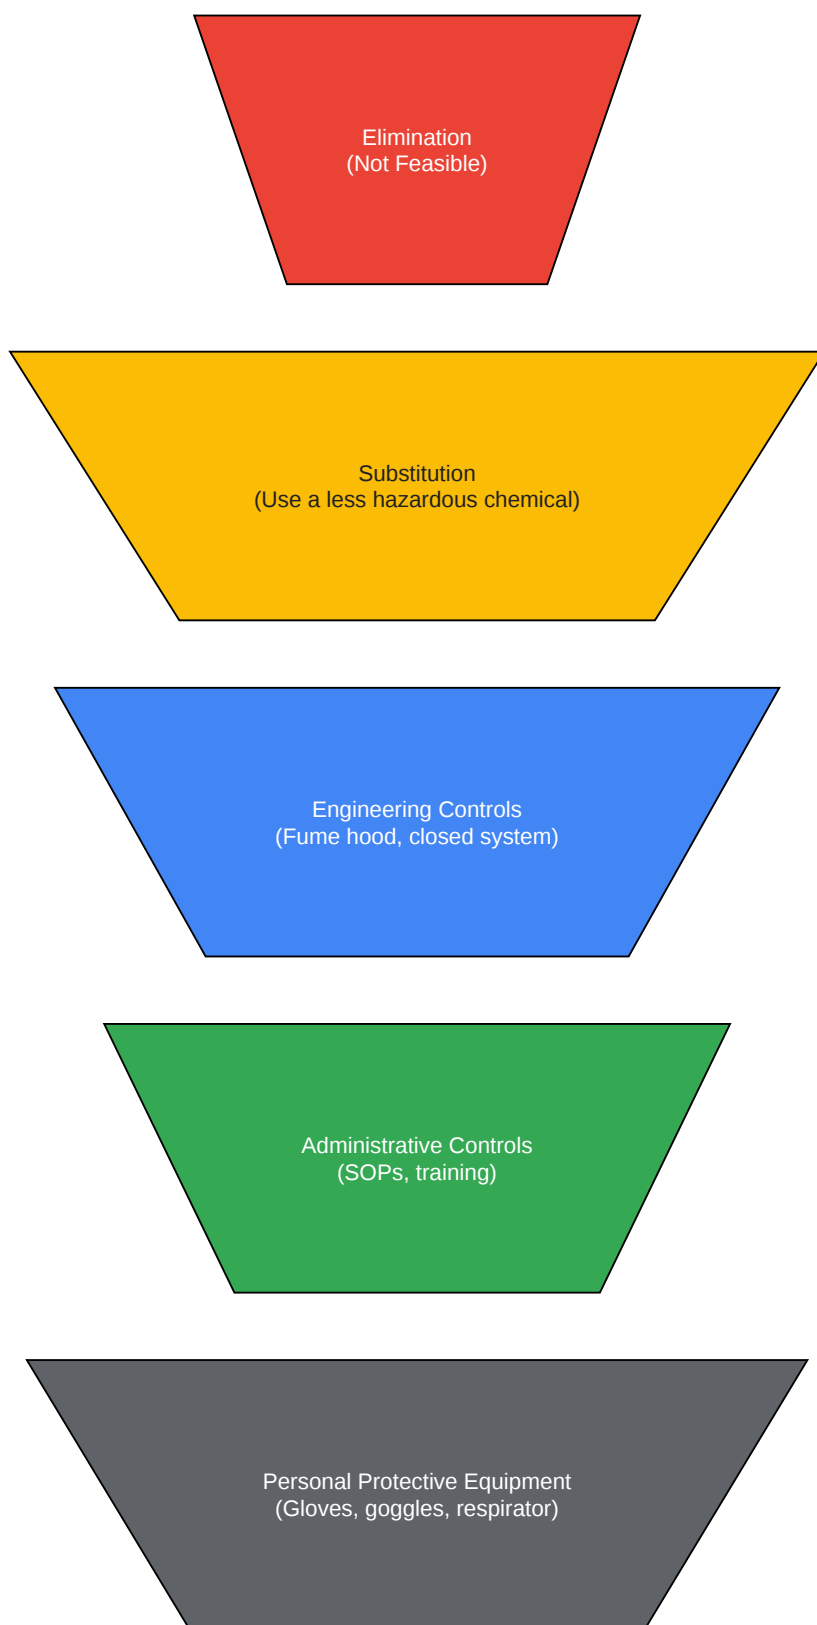 Elimination
(Not Feasible)
Substitution
(Use a less hazardous chemical)
Engineering Controls
(Fume hood, closed system)
Administrative Controls
(SOPs, training)
Personal Protective Equipment
(Gloves, goggles, respirator)